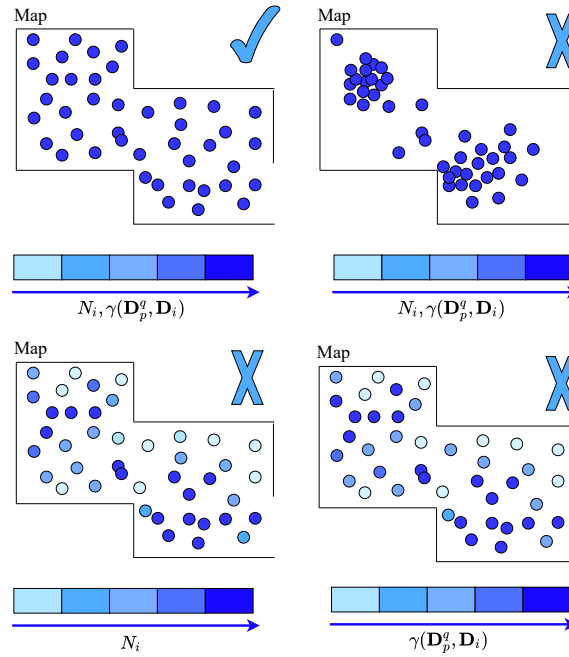 Map
Map
N_i, γ(D_p^q, D_i)
N_i, γ(D_p^q, D_i)
Map
Map
N_i
γ(D_p^q, D_i)